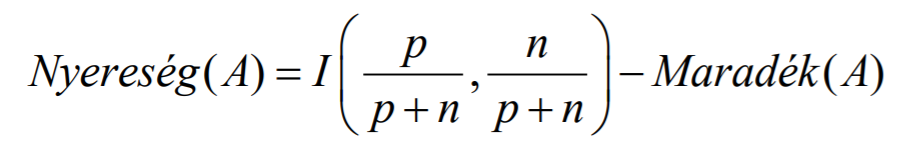 Nyereség(A) = I(p/(p+n), n/(p+n)) − Maradék(A)